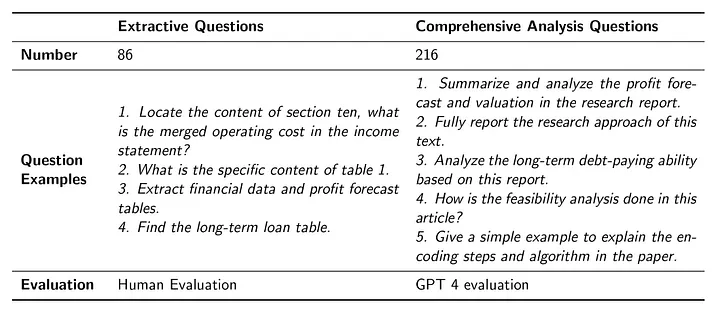 Extractive Questions Comprehensive Analysis Questions
Number 86 216
Question Examples
1. Locate the content of section ten, what
is the merged operating cost in the income
statement?
2. What is the specific content of table 1.
3. Extract financial data and profit forecast
tables.
4. Find the long-term loan table.
1. Summarize and analyze the profit fore-
cast and valuation in the research report.
2. Fully report the research approach of this
text.
3. Analyze the long-term debt-paying ability
based on this report.
4. How is the feasibility analysis done in this
article?
5. Give a simple example to explain the en-
coding steps and algorithm in the paper.
Evaluation Human Evaluation GPT 4 evaluation